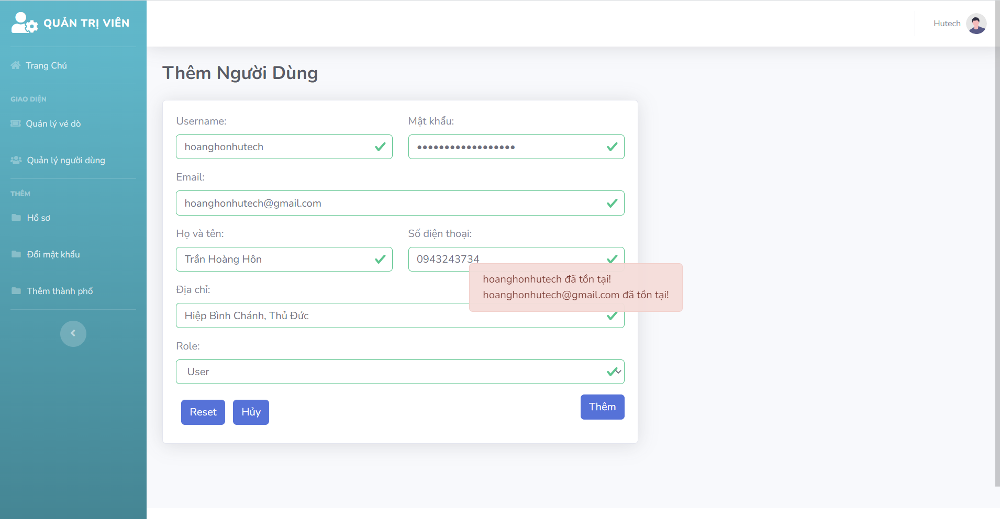 QUẢN TRỊ VIÊN
Hutech
Trang Chủ
GIAO DIỆN
Quản lý vé dò
Quản lý người dùng
THÊM
Hồ sơ
Đổi mật khẩu
Thêm thành phố
Thêm Người Dùng
Username:
Mật khẩu:
hoanghonhutech
••••••••••••••••••
Email:
hoanghonhutech@gmail.com
Họ và tên:
Số điện thoại:
Trần Hoàng Hôn
0943243734
hoanghonhutech đã tồn tại!
hoanghonhutech@gmail.com đã tồn tại!
Địa chỉ:
Hiệp Bình Chánh, Thủ Đức
Role:
User
Reset
Hủy
Thêm